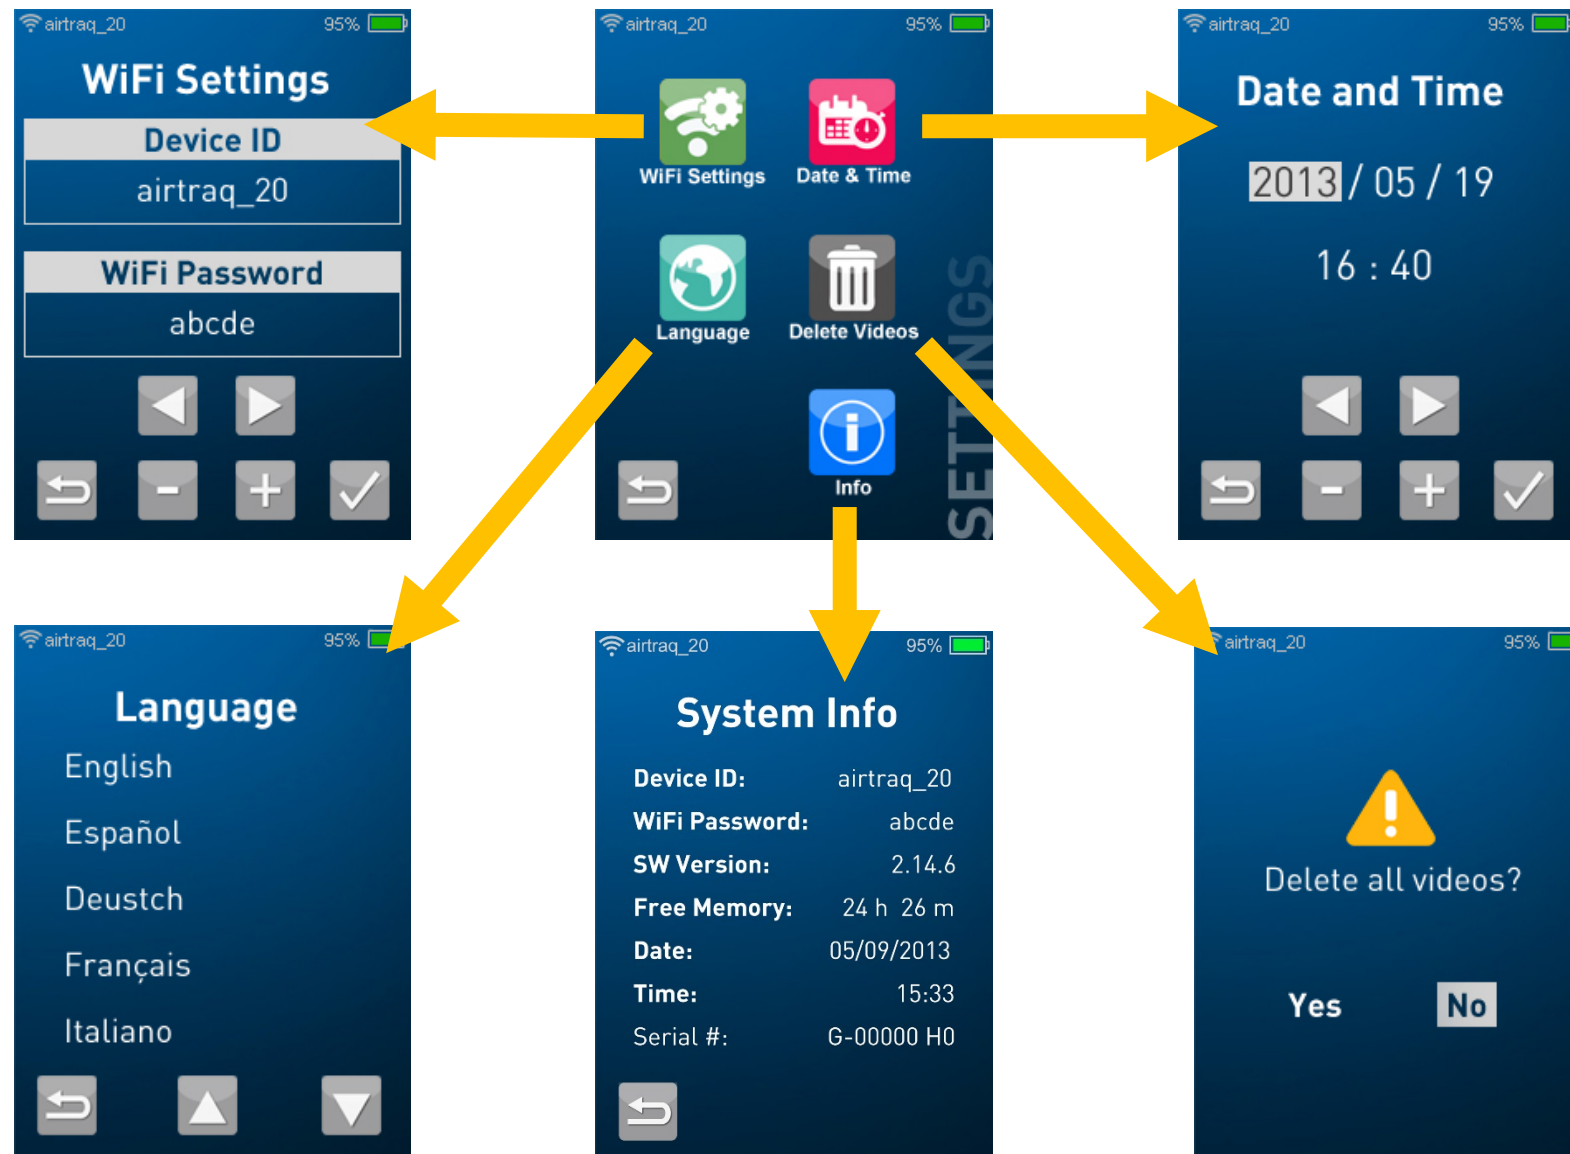 airtraq_20 95%
WiFi Settings
Device ID
airtraq_20
WiFi Password
abcde
airtraq_20 95%
WiFi Settings Date & Time
Language Delete Videos
Info
SETTINGS
airtraq_20 95%
Date and Time
2013 / 05 / 19
16 : 40
airtraq_20 95%
Language
English
Español
Deustch
Français
Italiano
airtraq_20 95%
System Info
Device ID: airtraq_20
WiFi Password: abcde
SW Version: 2.14.6
Free Memory: 24 h 26 m
Date: 05/09/2013
Time: 15:33
Serial #: G-00000 H0
airtraq_20 95%
Delete all videos?
Yes No